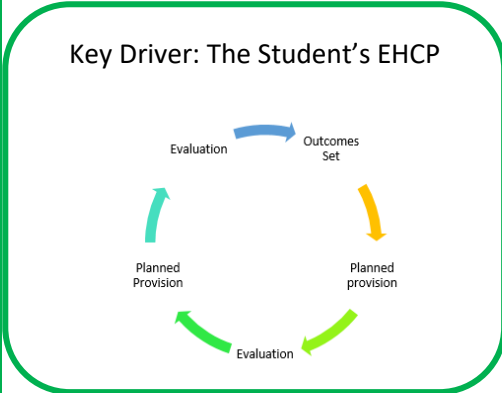 Key Driver: The Student’s EHCP
Evaluation
Outcomes
Set
Planned
provision
Evaluation
Planned
Provision